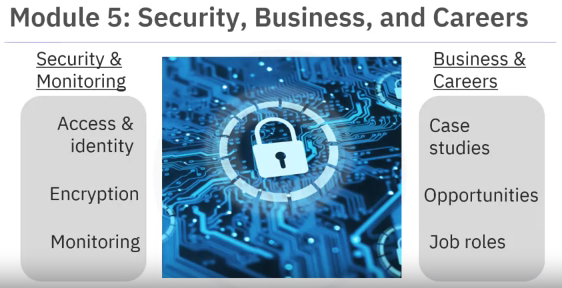 Module 5: Security, Business, and Careers
Security &
Monitoring
Access &
identity
Encryption
Monitoring
Business &
Careers
Case
studies
Opportunities
Job roles